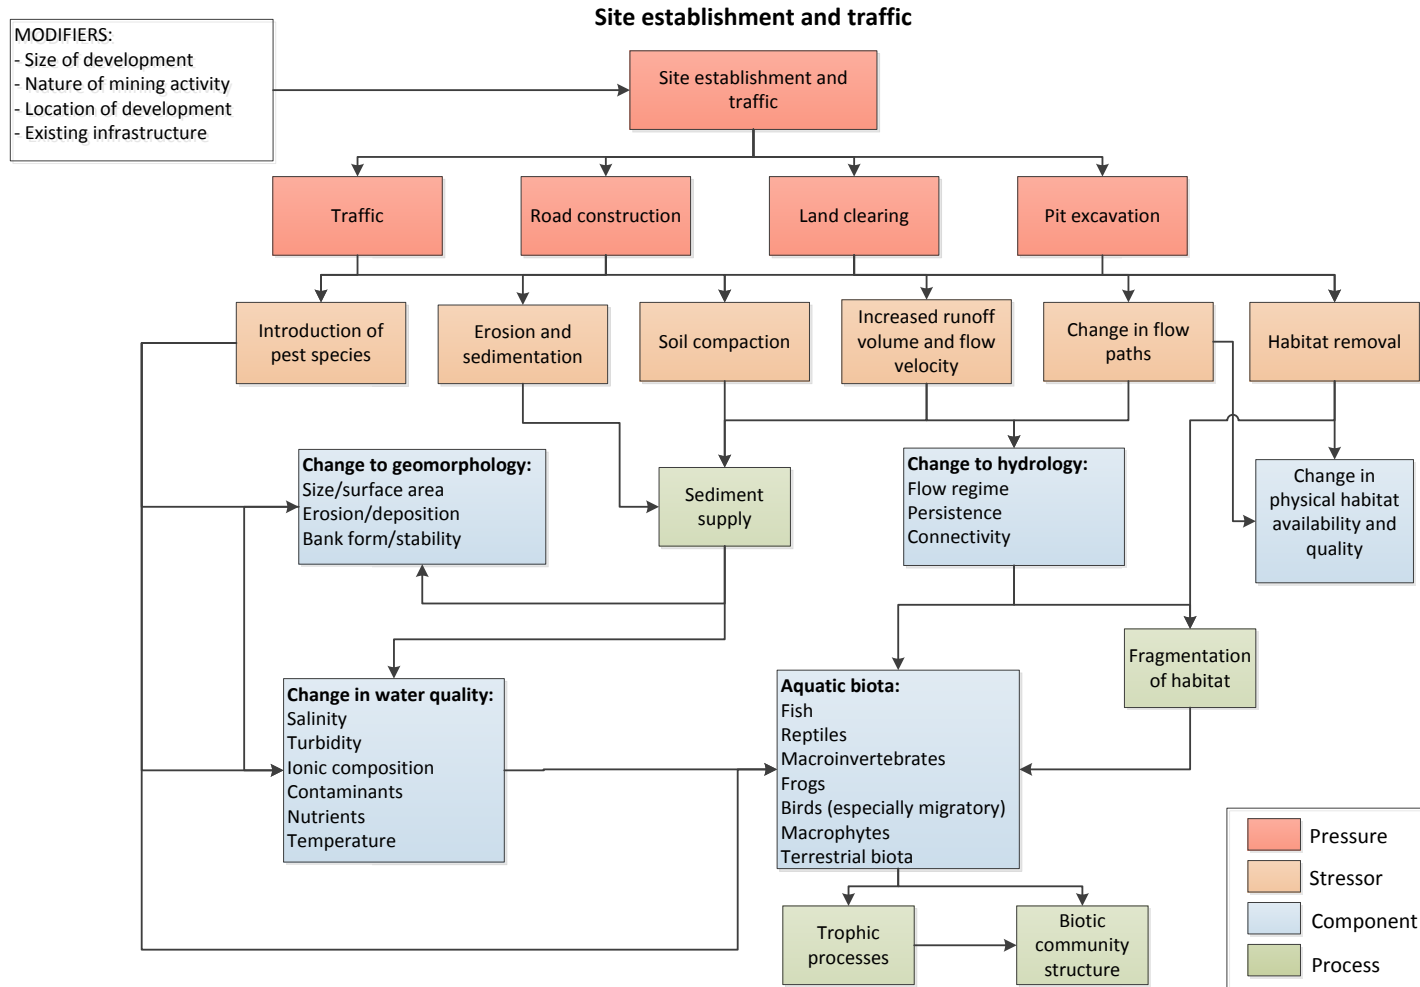 Site establishment and traffic
MODIFIERS:
- Size of development
- Nature of mining activity
- Location of development
- Existing infrastructure
Site establishment and
traffic
Traffic
Road construction
Land clearing
Pit excavation
Introduction of
pest species
Erosion and
sedimentation
Soil compaction
Increased runoff
volume and flow
velocity
Change in flow
paths
Habitat removal
Change to geomorphology:
Size/surface area
Erosion/deposition
Bank form/stability
Sediment
supply
Change to hydrology:
Flow regime
Persistence
Connectivity
Change in
physical habitat
availability and
quality
Fragmentation
of habitat
Change in water quality:
Salinity
Turbidity
Ionic composition
Contaminants
Nutrients
Temperature
Aquatic biota:
Fish
Reptiles
Macroinvertebrates
Frogs
Birds (especially migratory)
Macrophytes
Terrestrial biota
Trophic
processes
Biotic
community
structure
Pressure
Stressor
Component
Process